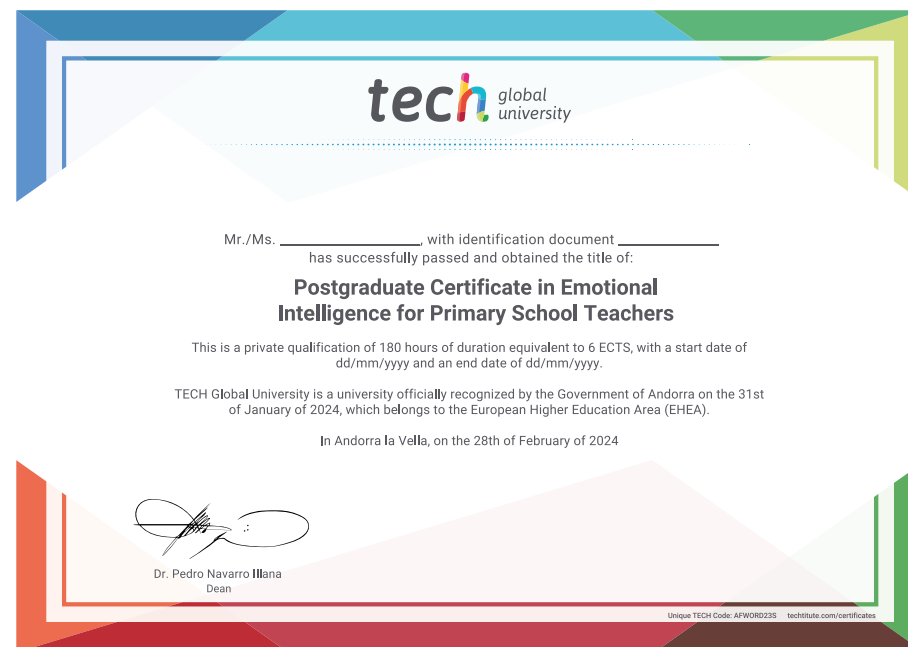 tech global
university
Mr./Ms. ____________, with identification document ____________
has successfully passed and obtained the title of:
Postgraduate Certificate in Emotional
Intelligence for Primary School Teachers
This is a private qualification of 180 hours of duration equivalent to 6 ECTS, with a start date of
dd/mm/yyyy and an end date of dd/mm/yyyy.
TECH Global University is a university officially recognized by the Government of Andorra on the 31st
of January of 2024, which belongs to the European Higher Education Area (EHEA).
In Andorra la Vella, on the 28th of February of 2024
Dr. Pedro Navarro Illana
Dean
Unique TECH Code: AFWORD23S techtitute.com/certificates